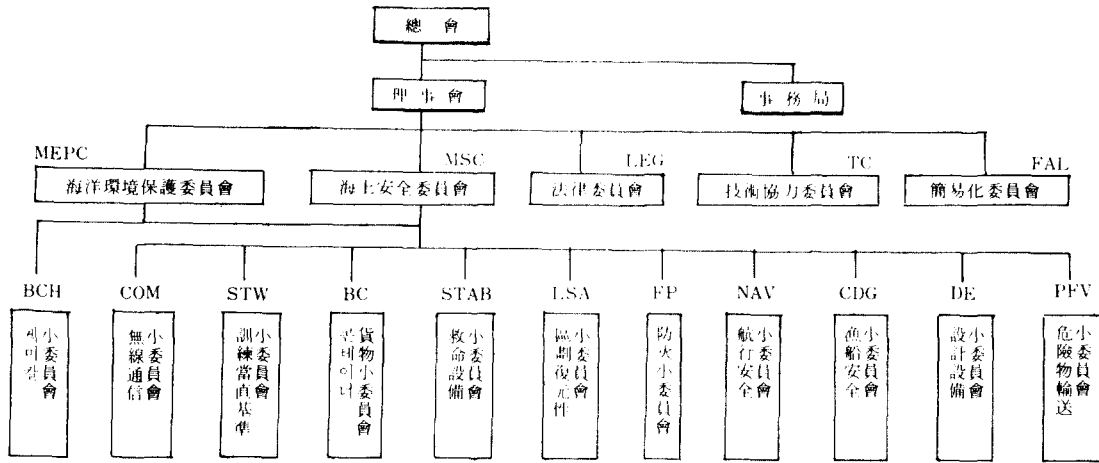 總會
理事會
事務局
MEPC
海洋環境保護委員會
MSC
海上安全委員會
LEG
法律委員會
TC
技術協力委員會
FAL
簡易化委員會
BCH
COM
STW
BC
STAB
LSA
FP
NAV
CDG
DE
PFV
小委員會
케미칼
小委員會
無線通信
小委員會
訓練當直基準
貨物小委員會
콘테이너
小委員會
救命設備
小委員會
區劃復元性
防火小委員會
小委員會
航行安全
小委員會
漁船安全
小委員會
設計設備
小委員會
危險物輸送